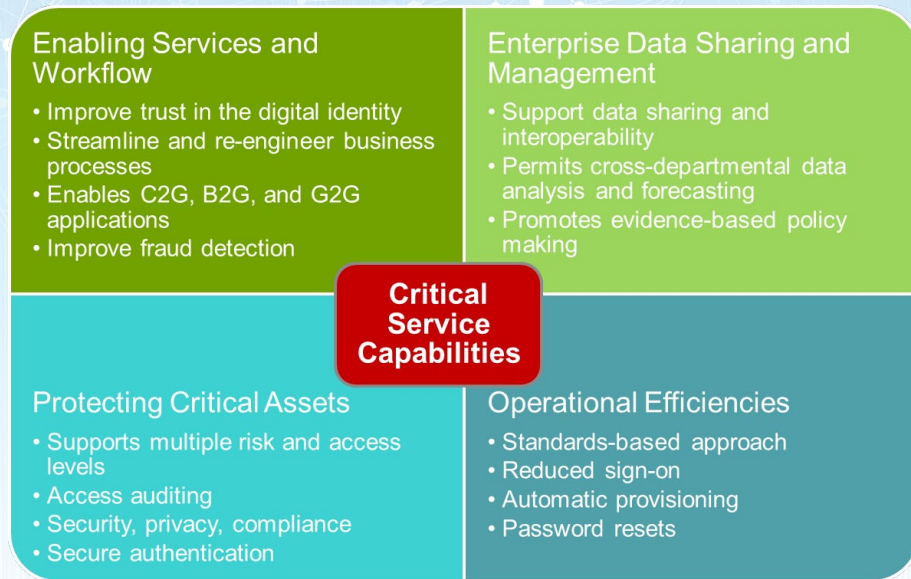 Enabling Services and
Workflow
• Improve trust in the digital identity
• Streamline and re-engineer business
processes
• Enables C2G, B2G, and G2G
applications
• Improve fraud detection
Enterprise Data Sharing and
Management
• Support data sharing and
interoperability
• Permits cross-departmental data
analysis and forecasting
• Promotes evidence-based policy
making
Critical
Service
Capabilities
Protecting Critical Assets
• Supports multiple risk and access
levels
• Access auditing
• Security, privacy, compliance
• Secure authentication
Operational Efficiencies
• Standards-based approach
• Reduced sign-on
• Automatic provisioning
• Password resets